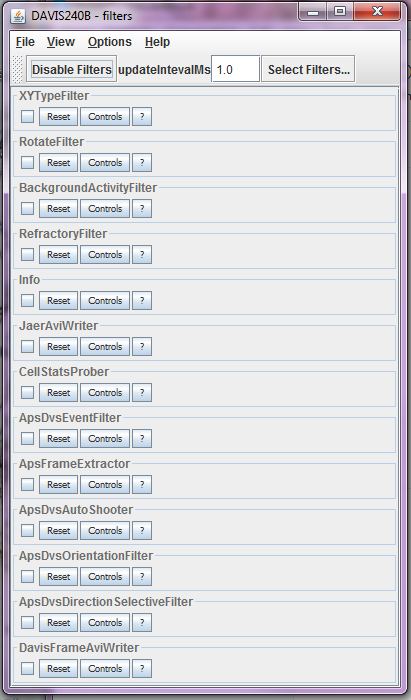 DAVIS240B - filters
File View Options Help
Disable Filters updateIntevalMs 1.0 Select Filters...
XYTypeFilter
Reset Controls ?
RotateFilter
Reset Controls ?
BackgroundActivityFilter
Reset Controls ?
RefractoryFilter
Reset Controls ?
Info
Reset Controls ?
JaerAviWriter
Reset Controls ?
CellStatsProber
Reset Controls ?
ApsDvsEventFilter
Reset Controls ?
ApsFrameExtractor
Reset Controls ?
ApsDvsAutoShooter
Reset Controls ?
ApsDvsOrientationFilter
Reset Controls ?
ApsDvsDirectionSelectiveFilter
Reset Controls ?
DavisFrameAviWriter
Reset Controls ?